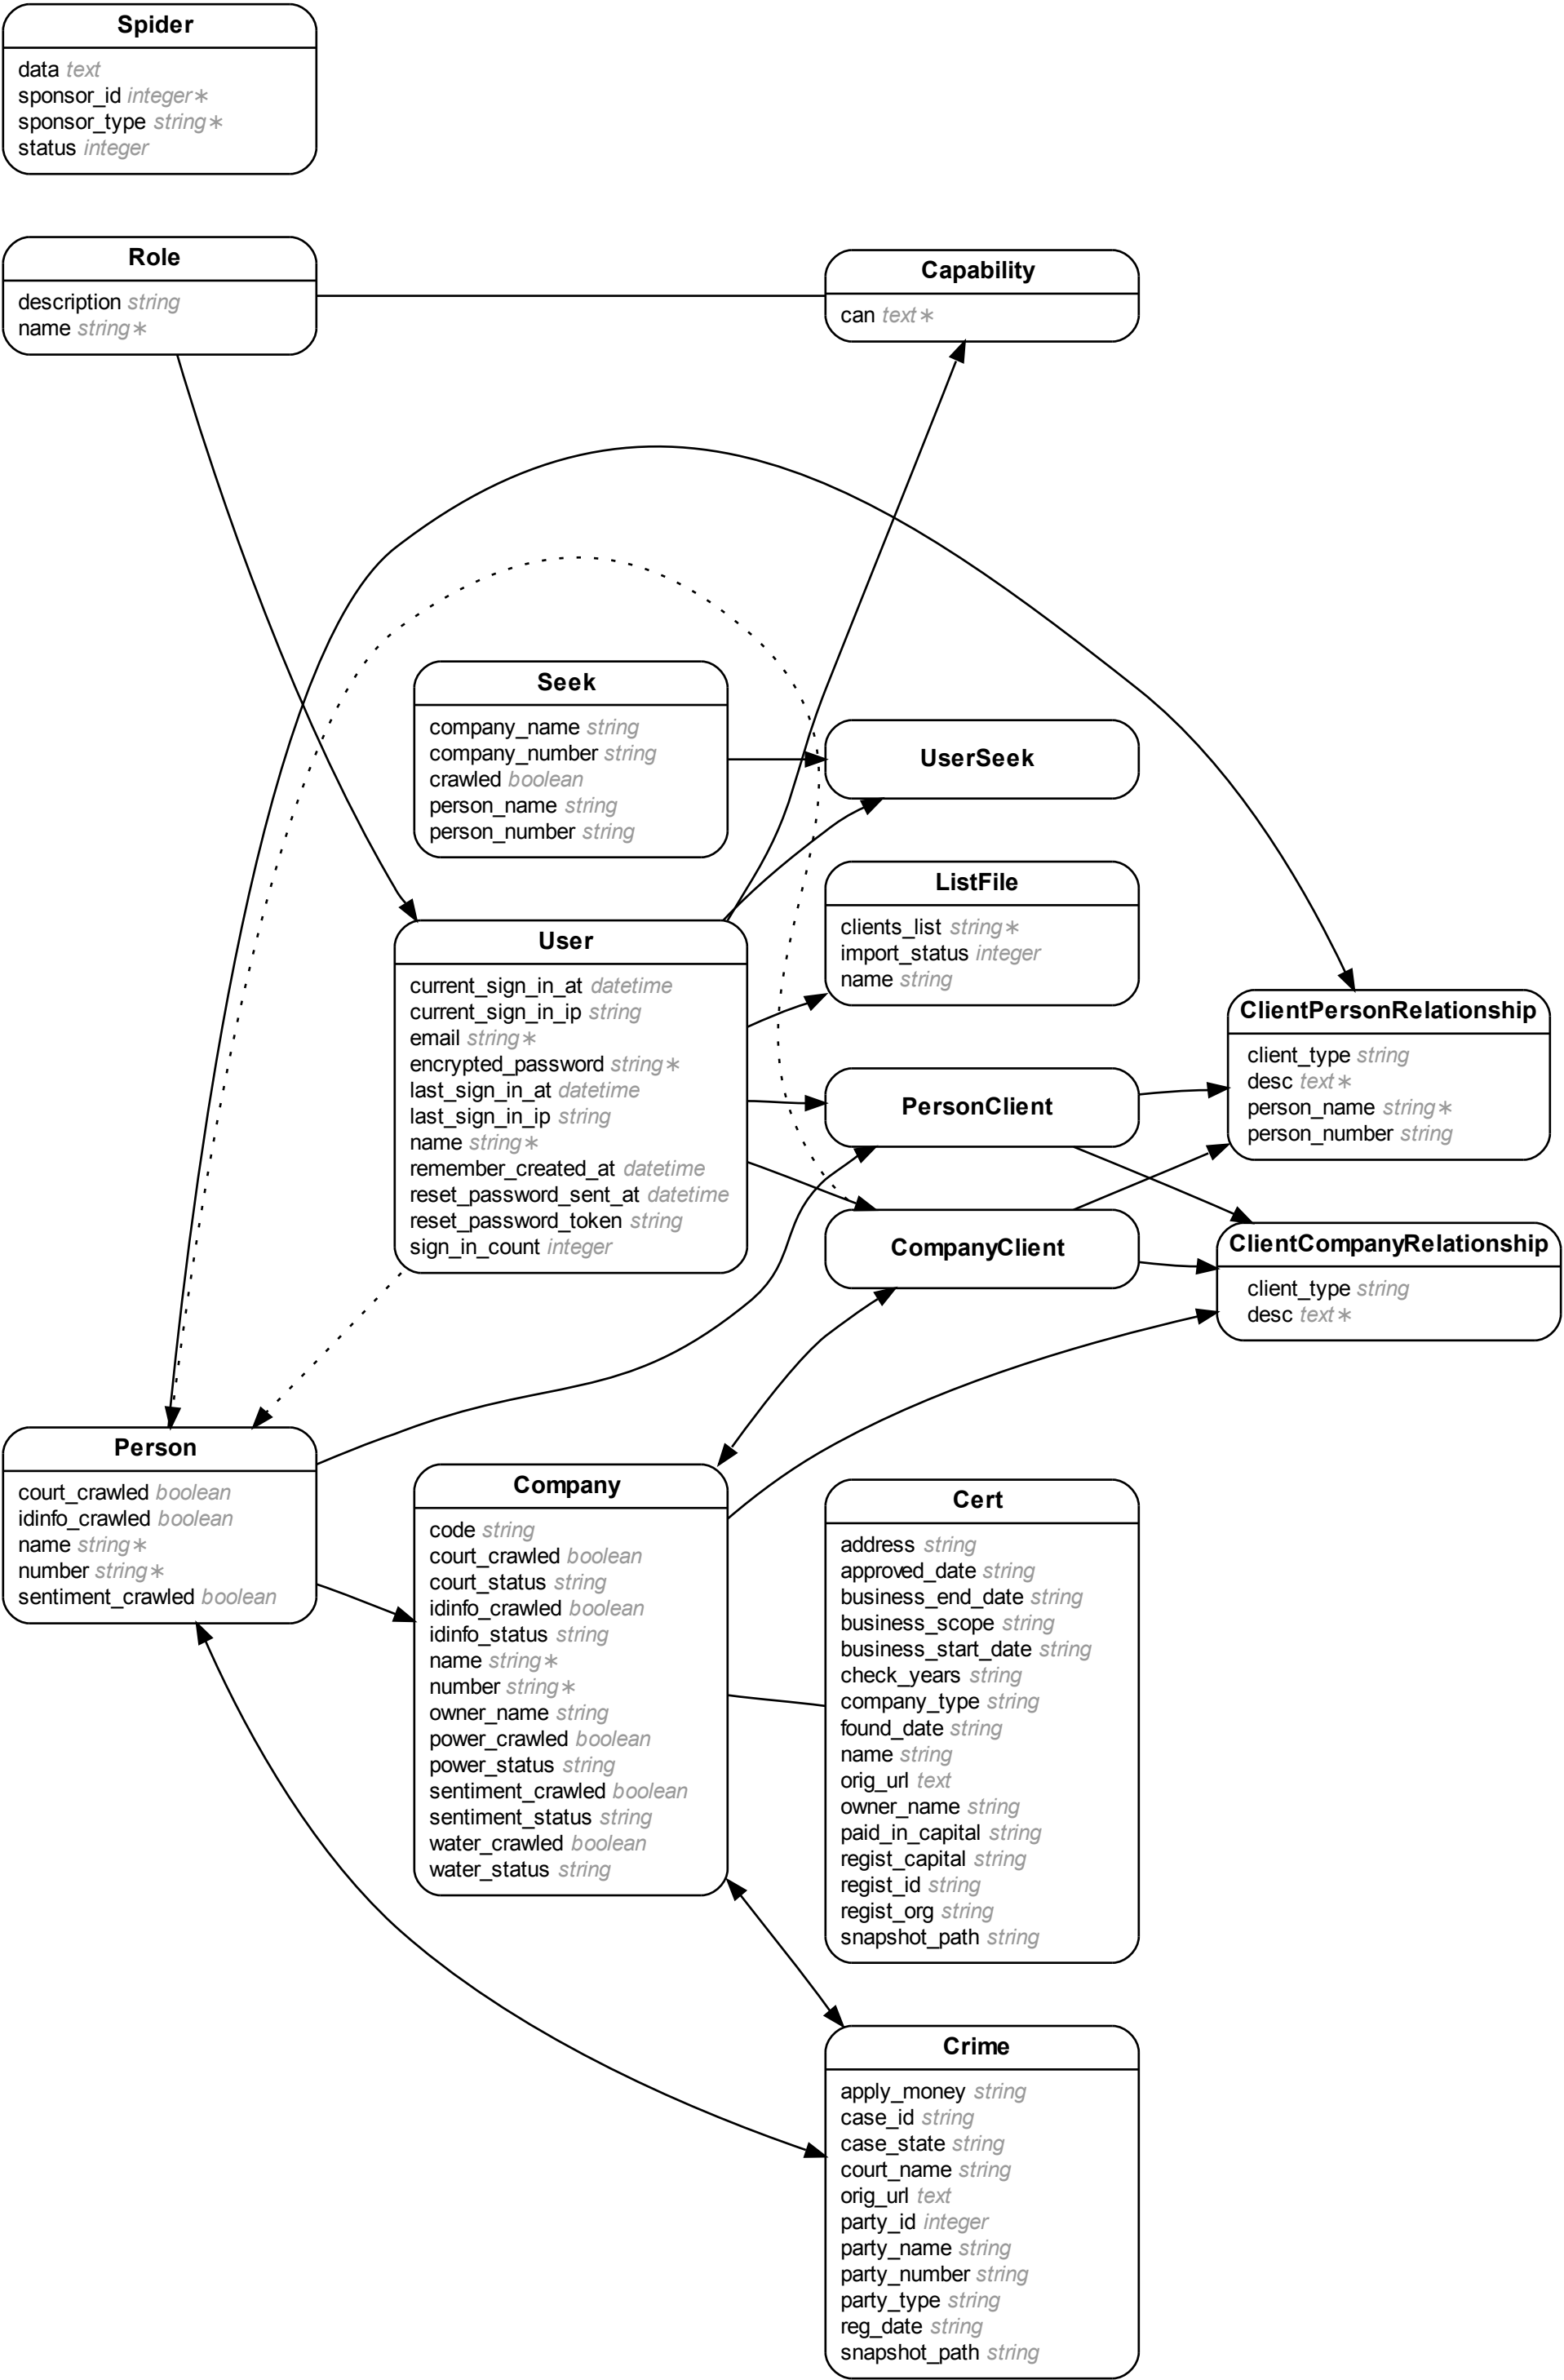 Spider
data text
sponsor_id integer∗
sponsor_type string∗
status integer
Role
description string
name string∗
Capability
can text∗
Seek
company_name string
company_number string
crawled boolean
person_name string
person_number string
UserSeek
ListFile
clients_list string∗
import_status integer
name string
User
current_sign_in_at datetime
current_sign_in_ip string
email string∗
encrypted_password string∗
last_sign_in_at datetime
last_sign_in_ip string
name string∗
remember_created_at datetime
reset_password_sent_at datetime
reset_password_token string
sign_in_count integer
PersonClient
CompanyClient
ClientPersonRelationship
client_type string
desc text∗
person_name string∗
person_number string
ClientCompanyRelationship
client_type string
desc text∗
Person
court_crawled boolean
idinfo_crawled boolean
name string∗
number string∗
sentiment_crawled boolean
Company
code string
court_crawled boolean
court_status string
idinfo_crawled boolean
idinfo_status string
name string∗
number string∗
owner_name string
power_crawled boolean
power_status string
sentiment_crawled boolean
sentiment_status string
water_crawled boolean
water_status string
Cert
address string
approved_date string
business_end_date string
business_scope string
business_start_date string
check_years string
company_type string
found_date string
name string
orig_url text
owner_name string
paid_in_capital string
regist_capital string
regist_id string
regist_org string
snapshot_path string
Crime
apply_money string
case_id string
case_state string
court_name string
orig_url text
party_id integer
party_name string
party_number string
party_type string
reg_date string
snapshot_path string